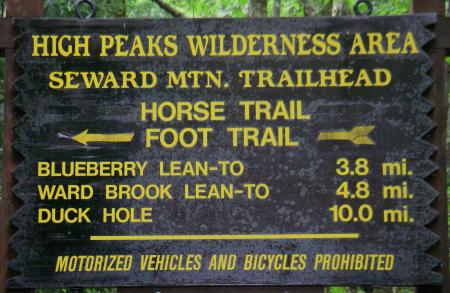 HIGH PEAKS WILDERNESS AREA
SEWARD MTN. TRAILHEAD
HORSE TRAIL
FOOT TRAIL
BLUEBERRY LEAN-TO 3.8 mi.
WARD BROOK LEAN-TO 4.8 mi.
DUCK HOLE 10.0 mi.
MOTORIZED VEHICLES AND BICYCLES PROHIBITED